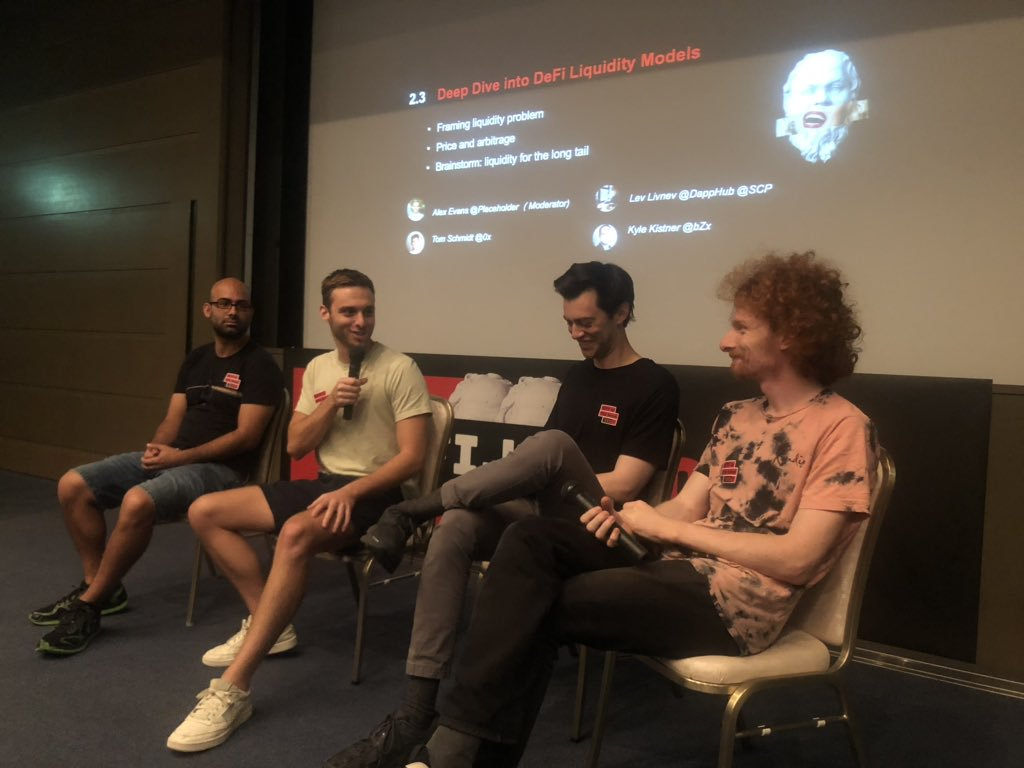 2.3 Deep Dive into DeFi Liquidity Models
• Framing liquidity problem
• Price and arbitrage
• Brainstorm: liquidity for the long tail
Alex Evans @Placeholder ( Moderator)
Lev Livnev @DappHub @SCP
Tom Schmidt @0x
Kyle Kistner @bZx